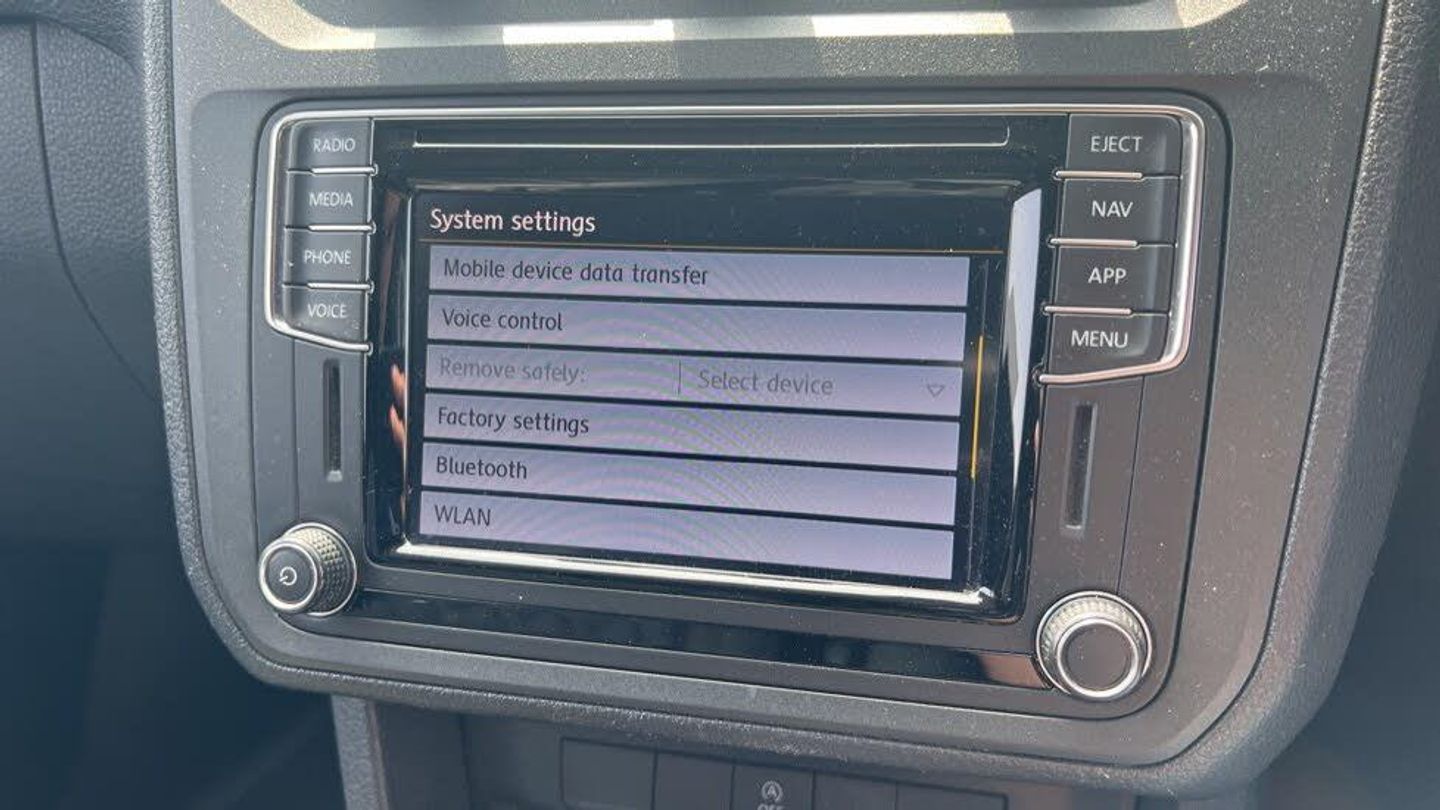 RADIO
MEDIA
PHONE
VOICE
System settings
Mobile device data transfer
Voice control
Remove safely: Select device
Factory settings
Bluetooth
WLAN
EJECT
NAV
APP
MENU
A
OFF